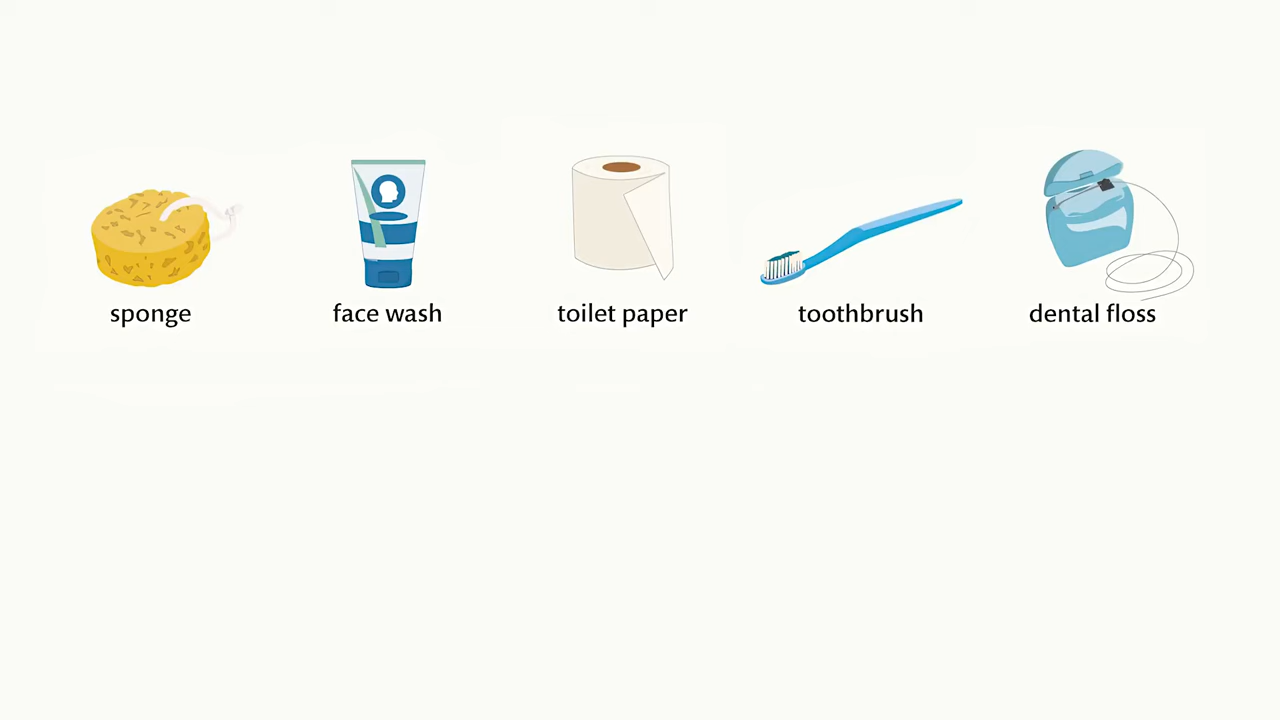 sponge
face wash
toilet paper
toothbrush
dental floss